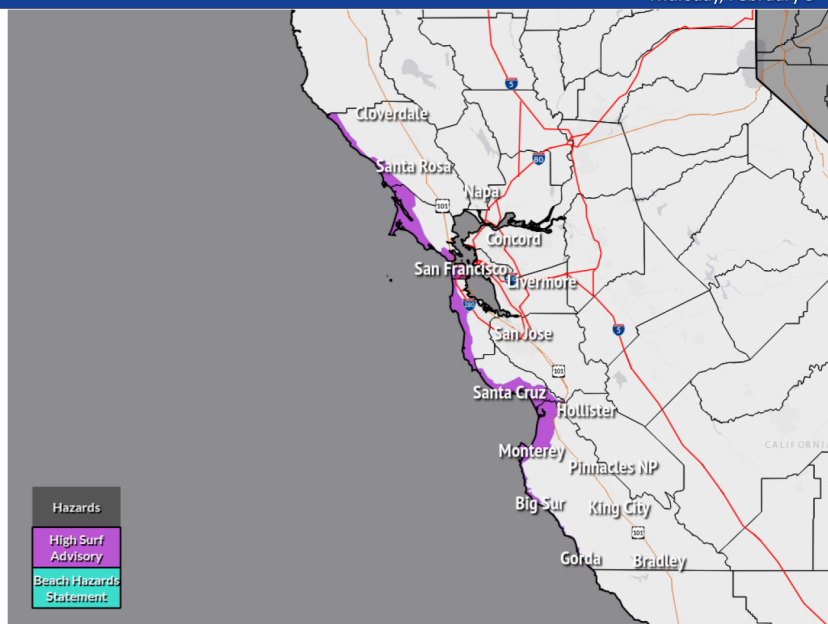 Cloverdale
Santa Rosa
Napa
Concord
San Francisco
Livermore
San Jose
Santa Cruz
Hollister
Monterey
Pinnacles NP
Big Sur
King City
Gorda
Bradley
5
80
101
280
5
101
101
Hazards
High Surf
Advisory
Beach Hazards
Statement